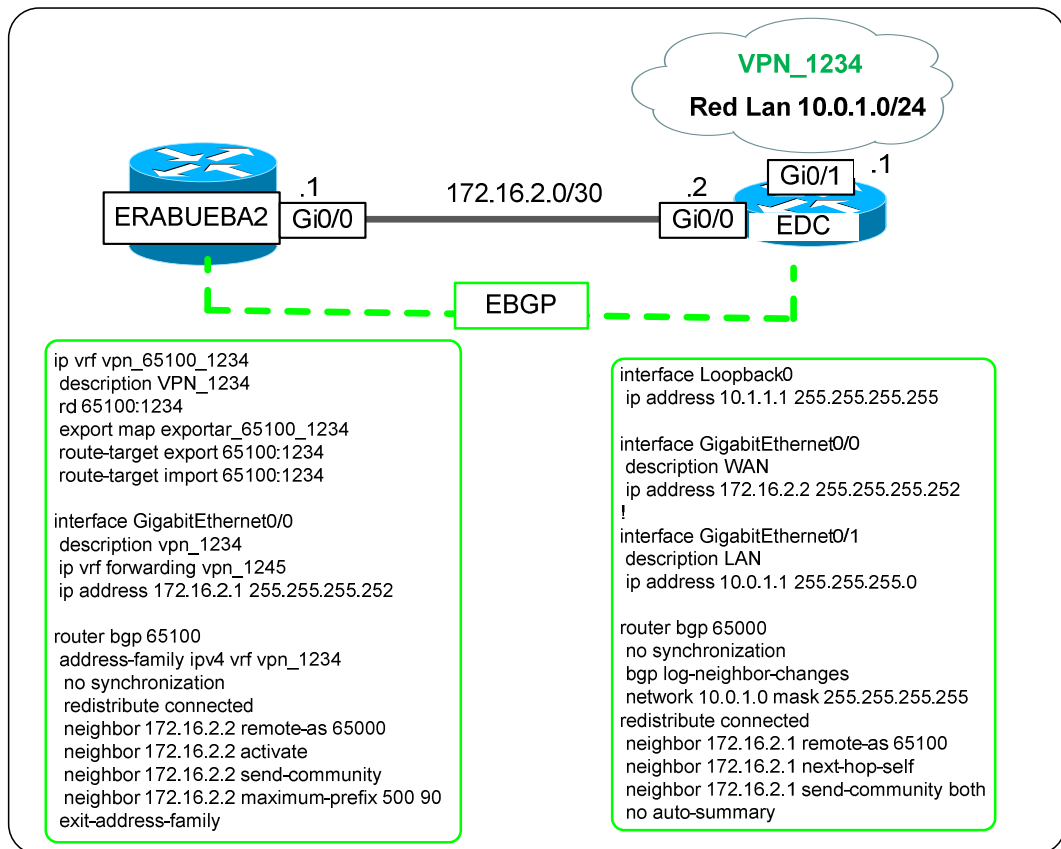 VPN_1234
Red Lan 10.0.1.0/24
.1
Gi0/1
172.16.2.0/30
.1
.2
ERABUEBA2
Gi0/0
Gi0/0
EDC
EBGP
ip vrf vpn_65100_1234
description VPN_1234
rd 65100:1234
export map exportar_65100_1234
route-target export 65100:1234
route-target import 65100:1234
interface GigabitEthernet0/0
description vpn_1234
ip vrf forwarding vpn_1245
ip address 172.16.2.1 255.255.255.252
router bgp 65100
address-family ipv4 vrf vpn_1234
no synchronization
redistribute connected
neighbor 172.16.2.2 remote-as 65000
neighbor 172.16.2.2 activate
neighbor 172.16.2.2 send-community
neighbor 172.16.2.2 maximum-prefix 500 90
exit-address-family
interface Loopback0
ip address 10.1.1.1 255.255.255.255
interface GigabitEthernet0/0
description WAN
ip address 172.16.2.2 255.255.255.252
!
interface GigabitEthernet0/1
description LAN
ip address 10.0.1.1 255.255.255.0
router bgp 65000
no synchronization
bgp log-neighbor-changes
network 10.0.1.0 mask 255.255.255.255
redistribute connected
neighbor 172.16.2.1 remote-as 65100
neighbor 172.16.2.1 next-hop-self
neighbor 172.16.2.1 send-community both
no auto-summary